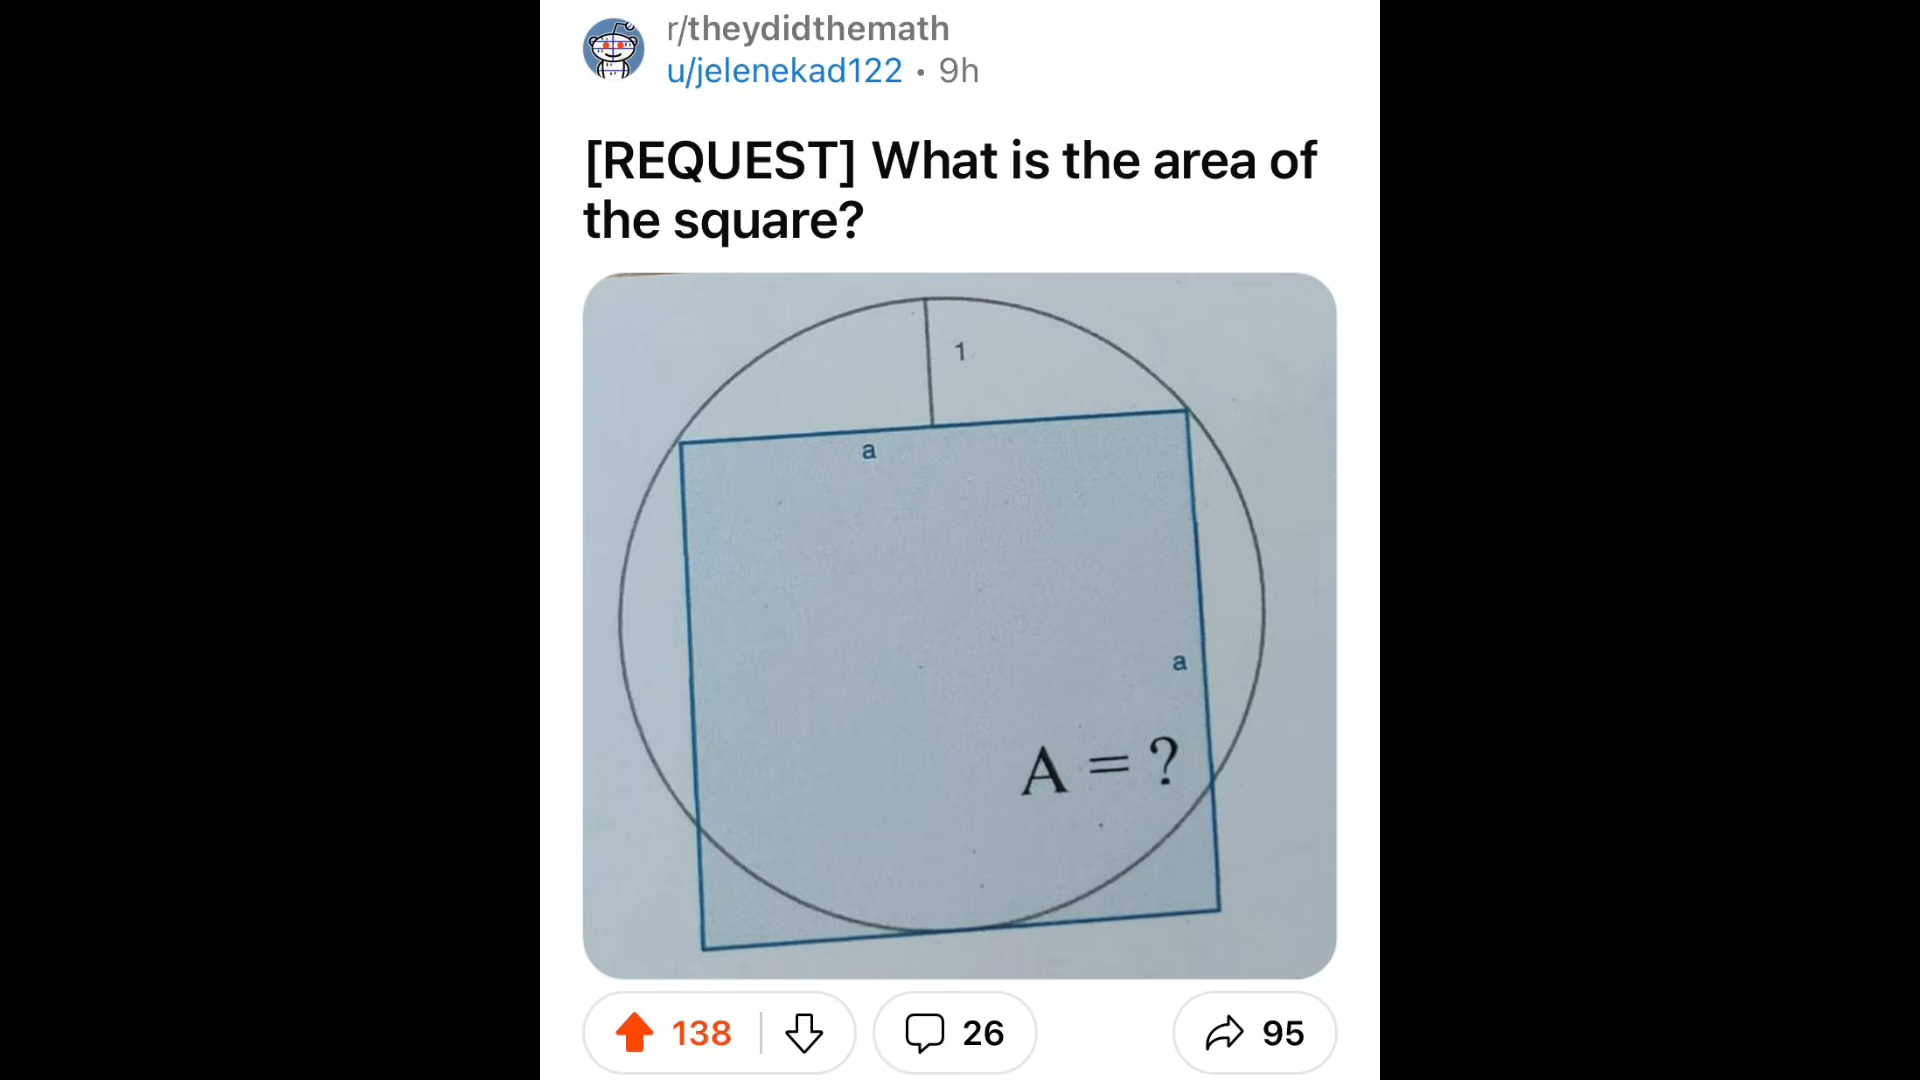 r/theydidthemath
u/jelenekad122 • 9h
[REQUEST] What is the area of
the square?
1
a
a
A = ?
138
26
95